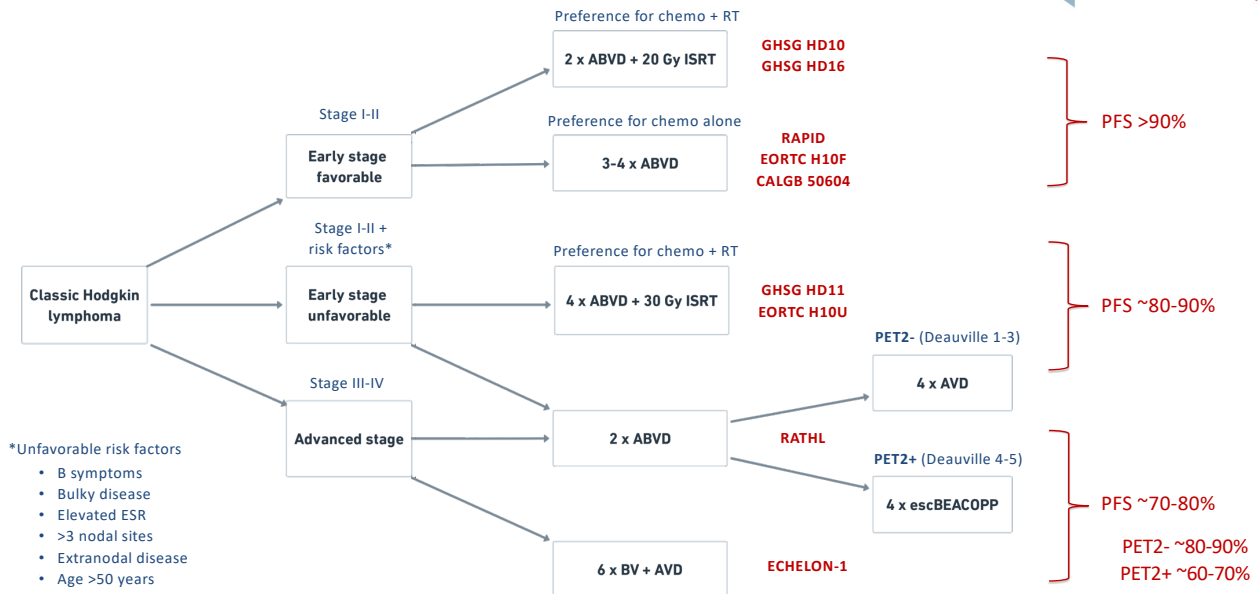 Preference for chemo + RT
2 x ABVD + 20 Gy ISRT
GHSG HD10
GHSG HD16
PFS >90%
Stage I-II
Early stage
favorable
Preference for chemo alone
3-4 x ABVD
RAPID
EORTC H10F
CALGB 50604
Stage I-II +
risk factors*
Early stage
unfavorable
Preference for chemo + RT
4 x ABVD + 30 Gy ISRT
GHSG HD11
EORTC H10U
PFS ~80-90%
Classic Hodgkin
lymphoma
PET2- (Deauville 1-3)
4 x AVD
Stage III-IV
Advanced stage
2 x ABVD
RATHL
PET2+ (Deauville 4-5)
4 x escBEACOPP
PFS ~70-80%
PET2- ~80-90%
PET2+ ~60-70%
6 x BV + AVD
ECHELON-1
*Unfavorable risk factors
• B symptoms
• Bulky disease
• Elevated ESR
• >3 nodal sites
• Extranodal disease
• Age >50 years